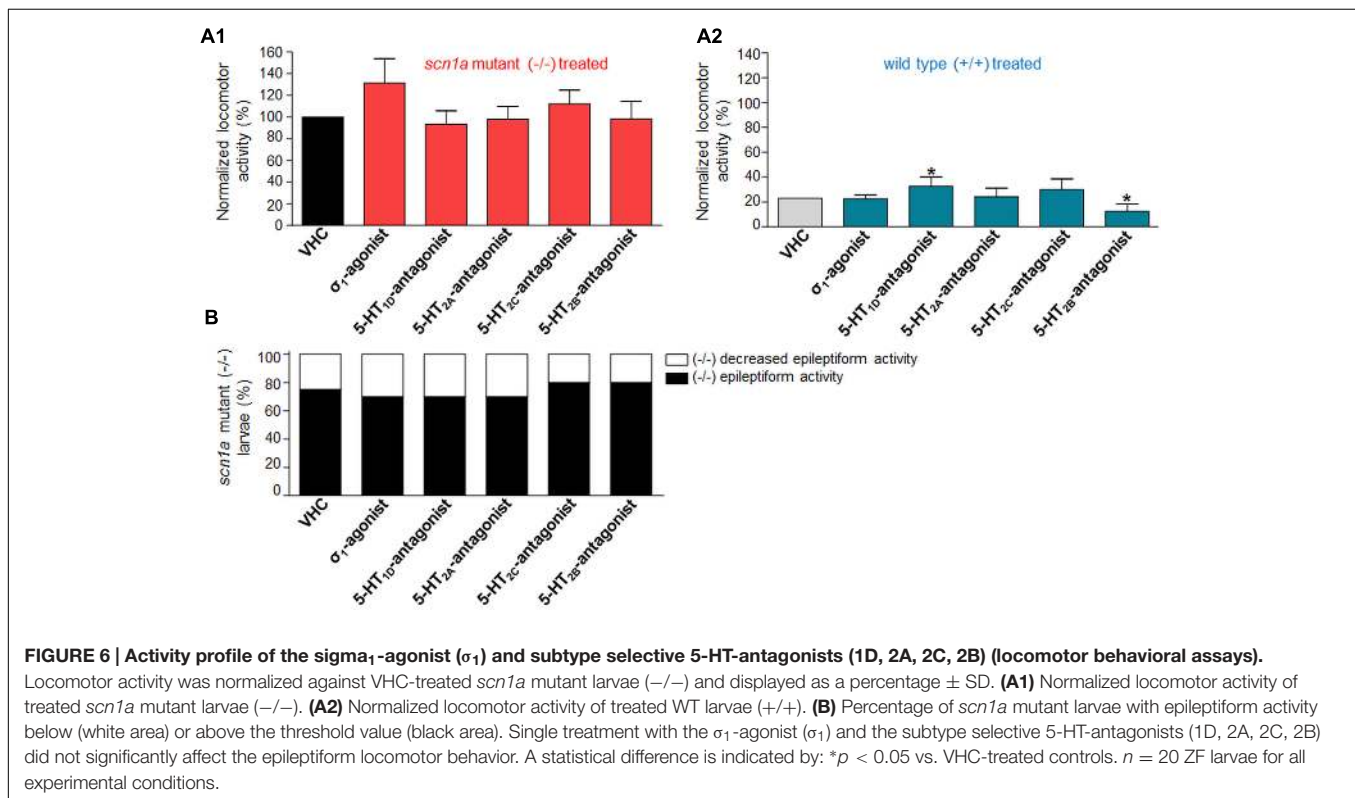 A1
Normalized locomotor
activity (%)
160
140
120
100
80
60
40
20
0
scn1a mutant (-/-) treated
VHC
σ₁-agonist
5-HT₁D-antagonist
5-HT₂A-antagonist
5-HT₂C-antagonist
5-HT₂B-antagonist
A2
Normalized locomotor
activity (%)
140
120
100
80
60
40
20
0
wild type (+/+) treated
*
*
VHC
σ₁-agonist
5-HT₁D-antagonist
5-HT₂A-antagonist
5-HT₂C-antagonist
5-HT₂B-antagonist
B
scn1a mutant (-/-)
larvae (%)
100
80
60
40
20
0
(-/-) decreased epileptiform activity
(-/-) epileptiform activity
VHC
σ₁-agonist
5-HT₁D-antagonist
5-HT₂A-antagonist
5-HT₂C-antagonist
5-HT₂B-antagonist
FIGURE 6 | Activity profile of the sigma₁-agonist (σ₁) and subtype selective 5-HT-antagonists (1D, 2A, 2C, 2B) (locomotor behavioral assays).
Locomotor activity was normalized against VHC-treated scn1a mutant larvae (−/−) and displayed as a percentage ± SD. (A1) Normalized locomotor activity of
treated scn1a mutant larvae (−/−). (A2) Normalized locomotor activity of treated WT larvae (+/+). (B) Percentage of scn1a mutant larvae with epileptiform activity
below (white area) or above the threshold value (black area). Single treatment with the σ₁-agonist (σ₁) and the subtype selective 5-HT-antagonists (1D, 2A, 2C, 2B)
did not significantly affect the epileptiform locomotor behavior. A statistical difference is indicated by: *p < 0.05 vs. VHC-treated controls. n = 20 ZF larvae for all
experimental conditions.